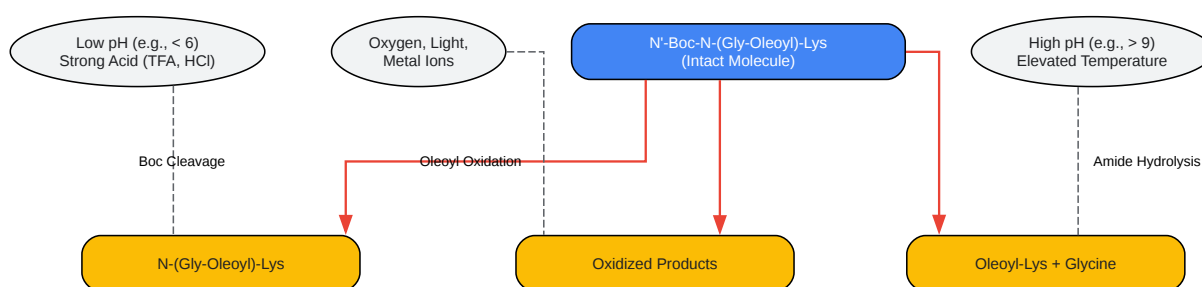 Low pH (e.g., < 6)
Strong Acid (TFA, HCl)
Oxygen, Light,
Metal Ions
N'-Boc-N-(Gly-Oleoyl)-Lys
(Intact Molecule)
High pH (e.g., > 9)
Elevated Temperature
Boc Cleavage
Oleoyl Oxidation
Amide Hydrolysis
N-(Gly-Oleoyl)-Lys
Oxidized Products
Oleoyl-Lys + Glycine